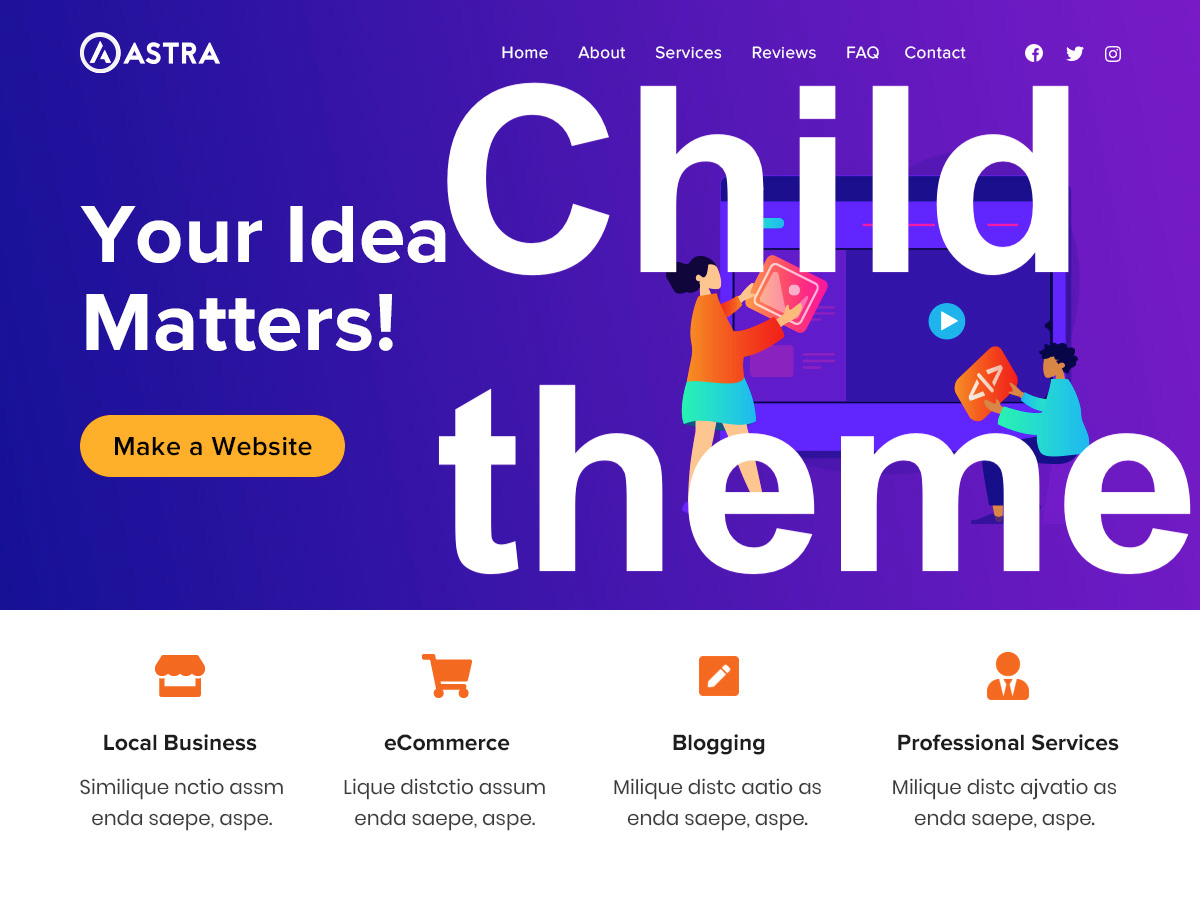 ASTRA
Home About Services Reviews FAQ Contact
Child
theme
Your Idea
Matters!
Make a Website
</>
Local Business
Similique nctio assm
enda saepe, aspe.
eCommerce
Lique distctio assum
enda saepe, aspe.
Blogging
Milique distc aatio as
enda saepe, aspe.
Professional Services
Milique distc ajvatio as
enda saepe, aspe.